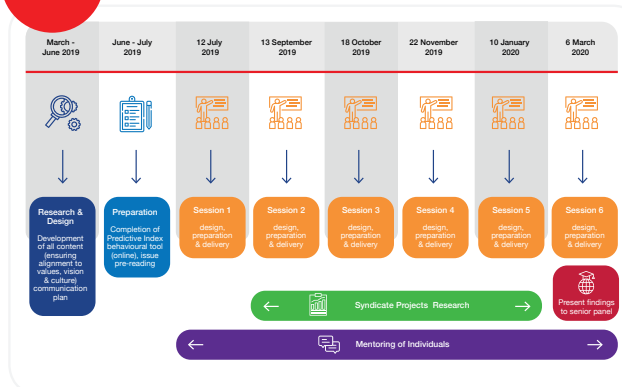 March -
June 2019
June - July
2019
12 July
2019
13 September
2019
18 October
2019
22 November
2019
10 January
2020
6 March
2020
Research &
Design
Development
of all content
(ensuring
alignment to
values, vision
& culture)
communication
plan
Preparation
Completion of
Predictive Index
behavioural tool
(online), issue
pre-reading
Session 1
design,
preparation
& delivery
Session 2
design,
preparation
& delivery
Session 3
design,
preparation
& delivery
Session 4
design,
preparation
& delivery
Session 5
design,
preparation
& delivery
Session 6
design,
preparation
& delivery
Syndicate Projects Research
Present findings
to senior panel
Mentoring of Individuals